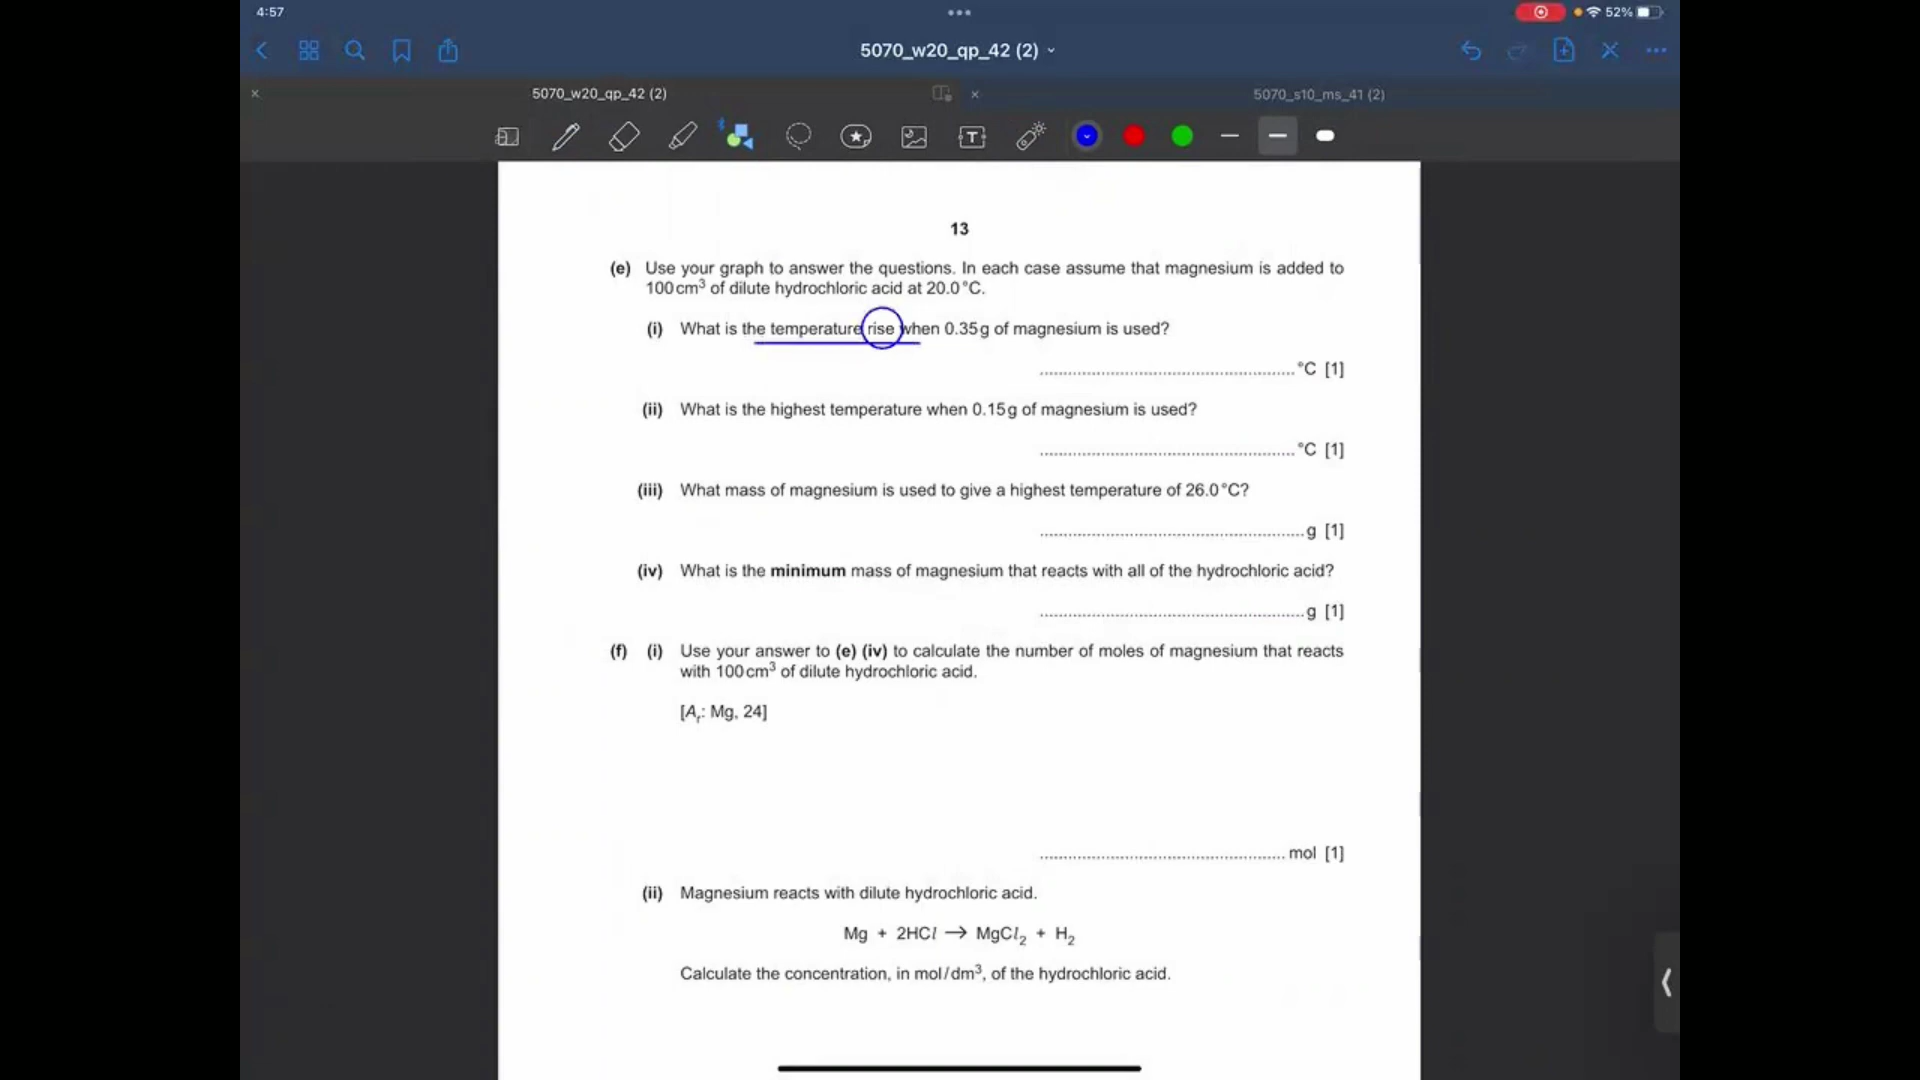 4:57
52%
5070_w20_qp_42 (2)
5070_w20_qp_42 (2)
5070_s10_ms_41 (2)
13
(e) Use your graph to answer the questions. In each case assume that magnesium is added to
100 cm³ of dilute hydrochloric acid at 20.0 °C.
(i) What is the temperature rise when 0.35 g of magnesium is used?
.................................................... °C [1]
(ii) What is the highest temperature when 0.15 g of magnesium is used?
.................................................... °C [1]
(iii) What mass of magnesium is used to give a highest temperature of 26.0 °C?
...................................................... g [1]
(iv) What is the minimum mass of magnesium that reacts with all of the hydrochloric acid?
...................................................... g [1]
(f) (i) Use your answer to (e) (iv) to calculate the number of moles of magnesium that reacts
with 100 cm³ of dilute hydrochloric acid.
[Aᵣ: Mg, 24]
.................................................. mol [1]
(ii) Magnesium reacts with dilute hydrochloric acid.
Mg + 2HCl → MgCl₂ + H₂
Calculate the concentration, in mol/dm³, of the hydrochloric acid.